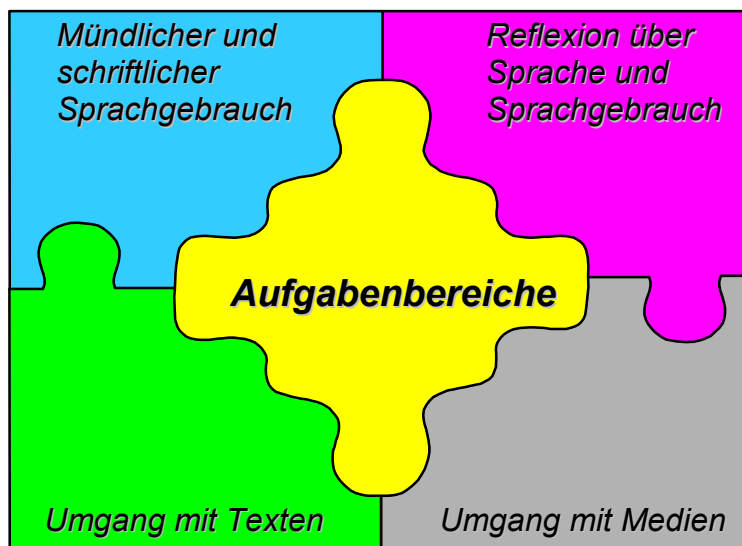 Mündlicher und
schriftlicher
Sprachgebrauch
Reflexion über
Sprache und
Sprachgebrauch
Aufgabenbereiche
Umgang mit Texten
Umgang mit Medien